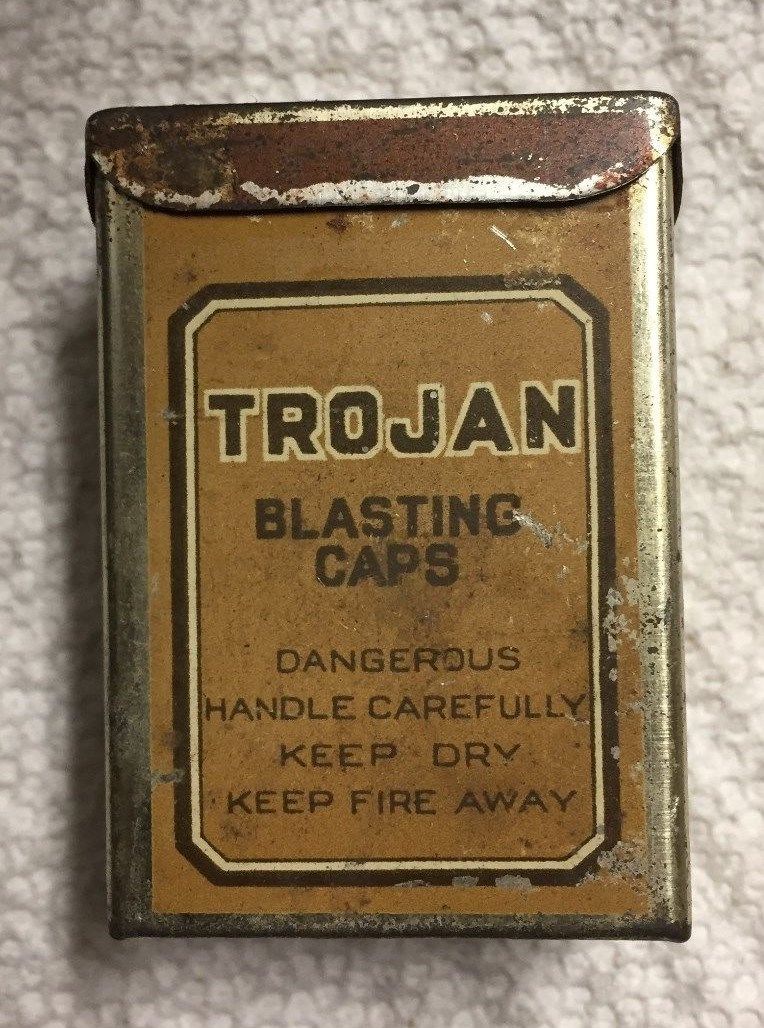 TROJAN
BLASTING
CAPS
DANGEROUS
HANDLE CAREFULLY
KEEP DRY
KEEP FIRE AWAY